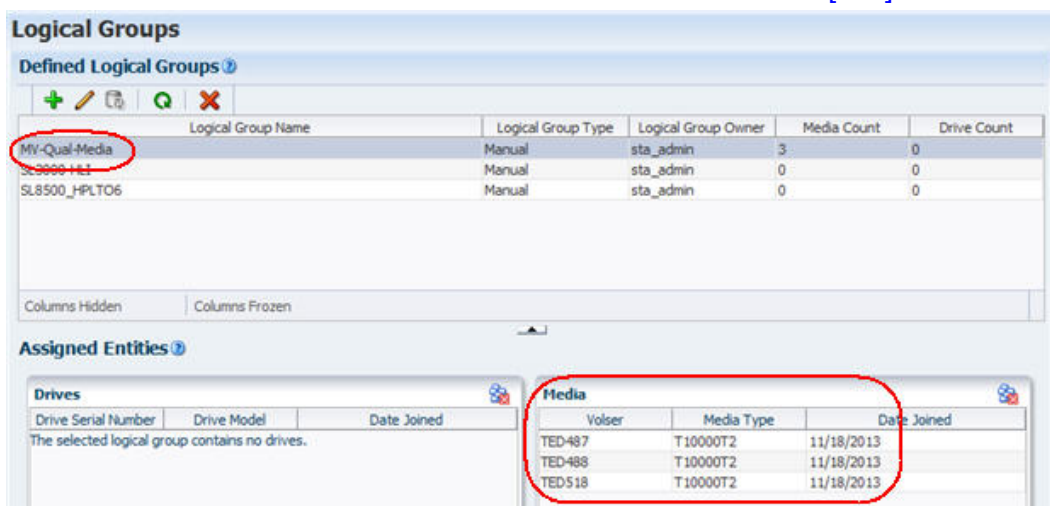 Logical Groups
Defined Logical Groups
Logical Group Name Logical Group Type Logical Group Owner Media Count Drive Count
MV-Qual-Media Manual sta_admin 3 0
SL3000-HLI Manual sta_admin 0 0
SL8500_HPLTO6 Manual sta_admin 0 0
Columns Hidden Columns Frozen
Assigned Entities
Drives
Drive Serial Number Drive Model Date Joined
The selected logical group contains no drives.
Media
Volser Media Type Date Joined
TED487 T10000T2 11/18/2013
TED488 T10000T2 11/18/2013
TED518 T10000T2 11/18/2013